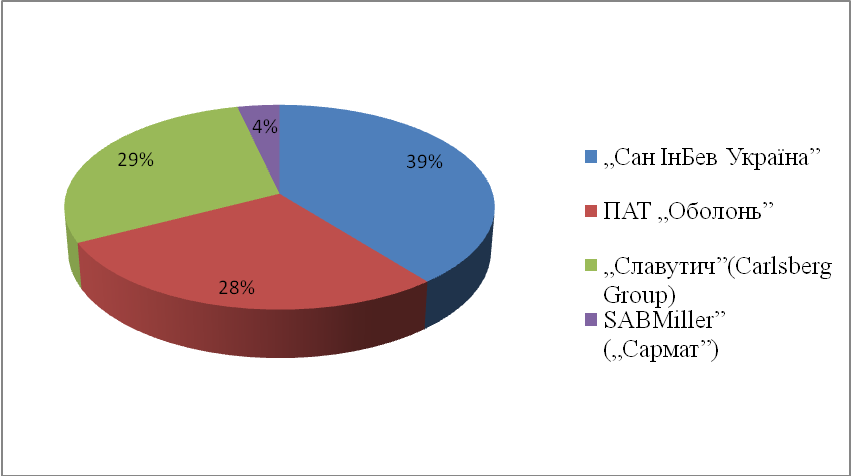 4%
29%
39%
28%
„Сан ІнБев Україна”
ПАТ „Оболонь”
„Славутич”(Carlsberg
Group)
SABMiller”
(„Сармат”)